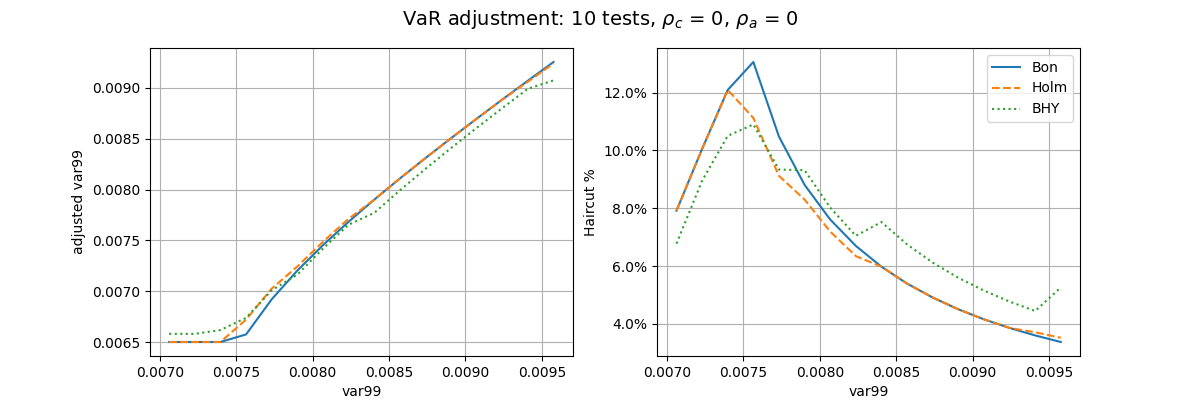 VaR adjustment: 10 tests, ρc = 0, ρa = 0
adjusted var99
0.0090
0.0085
0.0080
0.0075
0.0070
0.0065
0.0070 0.0075 0.0080 0.0085 0.0090 0.0095
var99
Haircut %
12.0%
10.0%
8.0%
6.0%
4.0%
0.0070 0.0075 0.0080 0.0085 0.0090 0.0095
var99
Bon
Holm
BHY